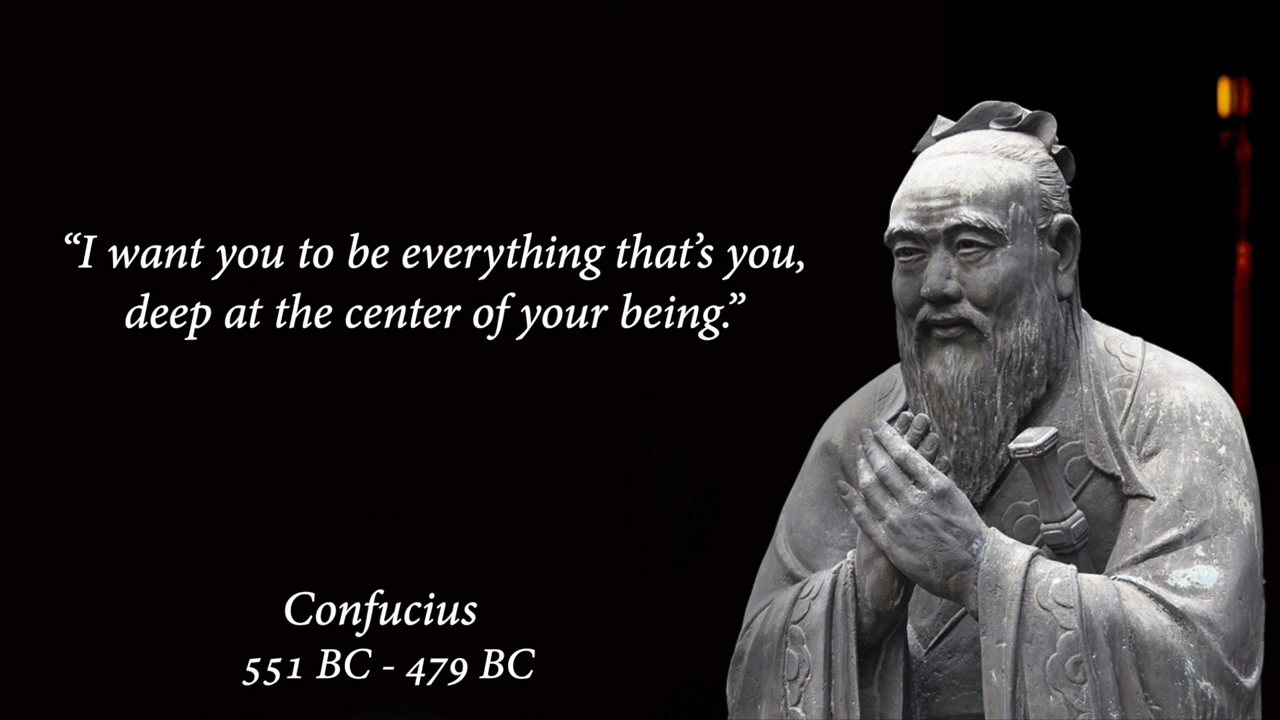 “I want you to be everything that’s you,
deep at the center of your being.”
Confucius
551 BC - 479 BC